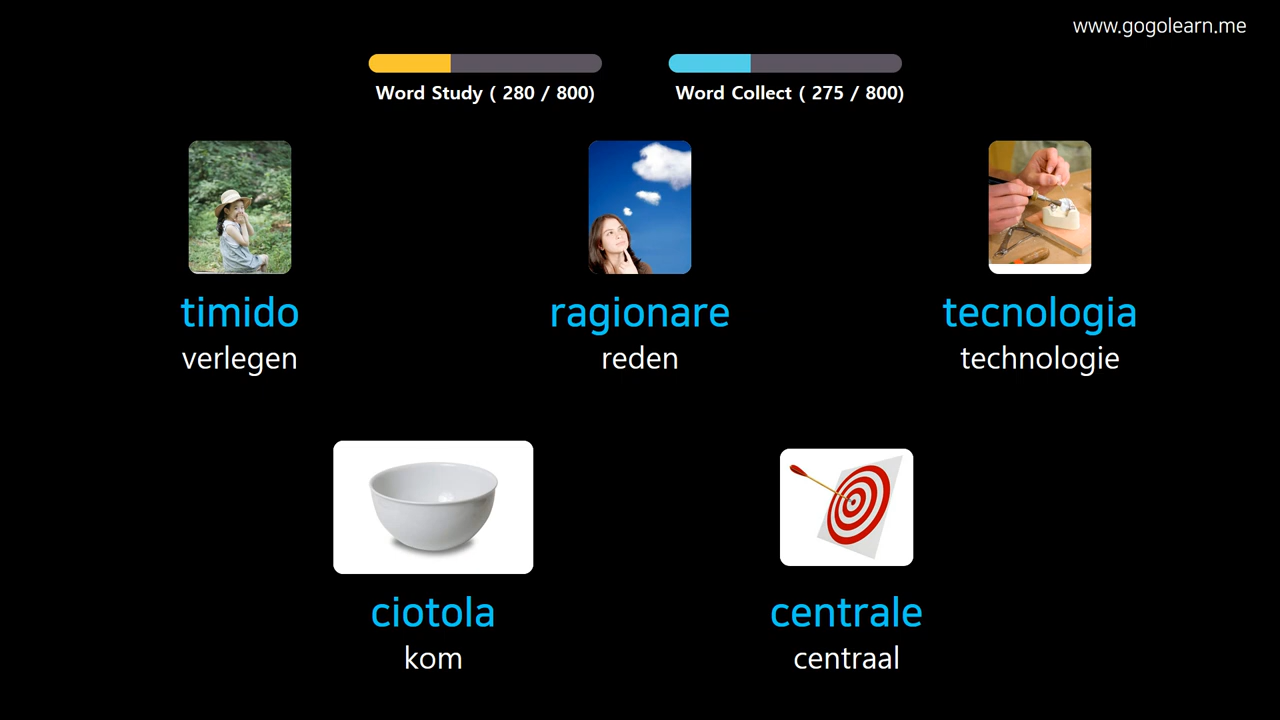 www.gogolearn.me
Word Study ( 280 / 800)
Word Collect ( 275 / 800)
timido
verlegen
ragionare
reden
tecnologia
technologie
ciotola
kom
centrale
centraal